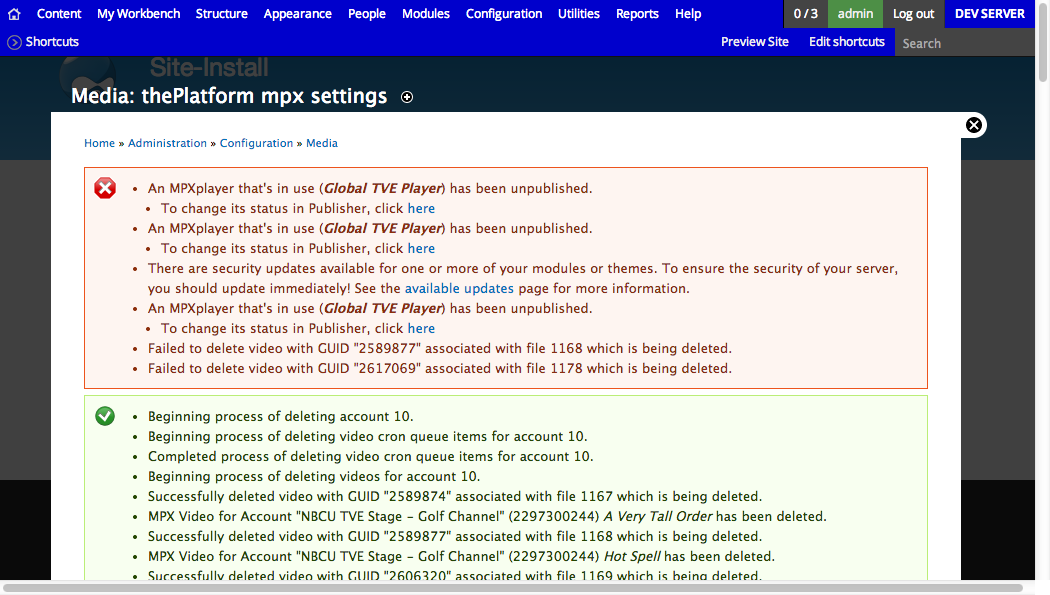 Content My Workbench Structure Appearance People Modules Configuration Utilities Reports Help 0 / 3 admin Log out DEV SERVER
Shortcuts Preview Site Edit shortcuts Search
Site-Install
Media: thePlatform mpx settings
Home » Administration » Configuration » Media
• An MPXplayer that's in use (Global TVE Player) has been unpublished.
• To change its status in Publisher, click here
• An MPXplayer that's in use (Global TVE Player) has been unpublished.
• To change its status in Publisher, click here
• There are security updates available for one or more of your modules or themes. To ensure the security of your server,
you should update immediately! See the available updates page for more information.
• An MPXplayer that's in use (Global TVE Player) has been unpublished.
• To change its status in Publisher, click here
• Failed to delete video with GUID "2589877" associated with file 1168 which is being deleted.
• Failed to delete video with GUID "2617069" associated with file 1178 which is being deleted.
• Beginning process of deleting account 10.
• Beginning process of deleting video cron queue items for account 10.
• Completed process of deleting video cron queue items for account 10.
• Beginning process of deleting videos for account 10.
• Successfully deleted video with GUID "2589874" associated with file 1167 which is being deleted.
• MPX Video for Account "NBCU TVE Stage - Golf Channel" (2297300244) A Very Tall Order has been deleted.
• Successfully deleted video with GUID "2589877" associated with file 1168 which is being deleted.
• MPX Video for Account "NBCU TVE Stage - Golf Channel" (2297300244) Hot Spell has been deleted.
• Successfully deleted video with GUID "2606320" associated with file 1169 which is being deleted.